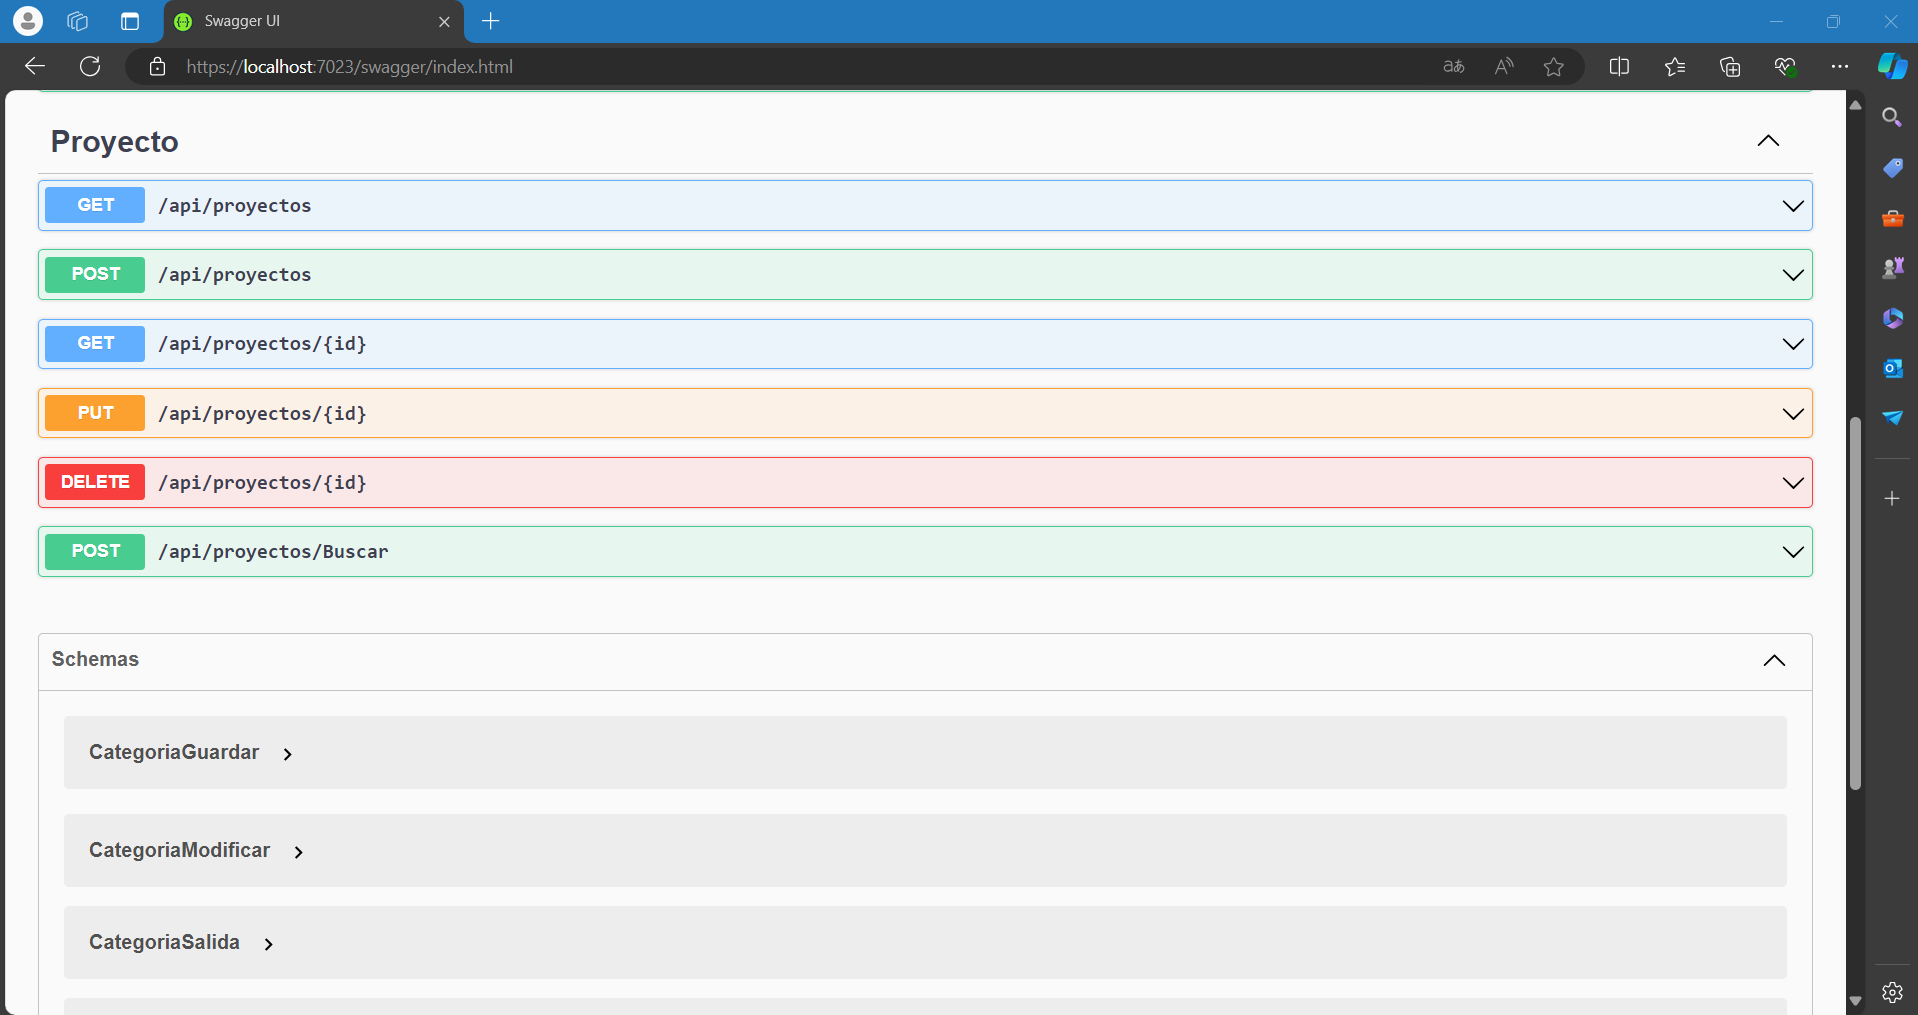 Swagger UI
https://localhost:7023/swagger/index.html
Proyecto
GET /api/proyectos
POST /api/proyectos
GET /api/proyectos/{id}
PUT /api/proyectos/{id}
DELETE /api/proyectos/{id}
POST /api/proyectos/Buscar
Schemas
CategoriaGuardar
CategoriaModificar
CategoriaSalida